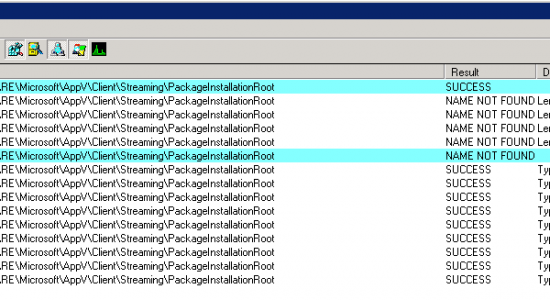 Result D
ARE\Microsoft\AppV\Client\Streaming\PackageInstallationRoot SUCCESS
ARE\Microsoft\AppV\Client\Streaming\PackageInstallationRoot NAME NOT FOUND Ler
ARE\Microsoft\AppV\Client\Streaming\PackageInstallationRoot NAME NOT FOUND Ler
ARE\Microsoft\AppV\Client\Streaming\PackageInstallationRoot NAME NOT FOUND Ler
ARE\Microsoft\AppV\Client\Streaming\PackageInstallationRoot NAME NOT FOUND Ler
ARE\Microsoft\AppV\Client\Streaming\PackageInstallationRoot NAME NOT FOUND
ARE\Microsoft\AppV\Client\Streaming\PackageInstallationRoot SUCCESS Typ
ARE\Microsoft\AppV\Client\Streaming\PackageInstallationRoot SUCCESS Typ
ARE\Microsoft\AppV\Client\Streaming\PackageInstallationRoot SUCCESS Typ
ARE\Microsoft\AppV\Client\Streaming\PackageInstallationRoot SUCCESS Typ
ARE\Microsoft\AppV\Client\Streaming\PackageInstallationRoot SUCCESS Typ
ARE\Microsoft\AppV\Client\Streaming\PackageInstallationRoot SUCCESS Typ
ARE\Microsoft\AppV\Client\Streaming\PackageInstallationRoot SUCCESS Typ
ARE\Microsoft\AppV\Client\Streaming\PackageInstallationRoot SUCCESS Typ
ARE\Microsoft\AppV\Client\Streaming\PackageInstallationRoot SUCCESS Typ